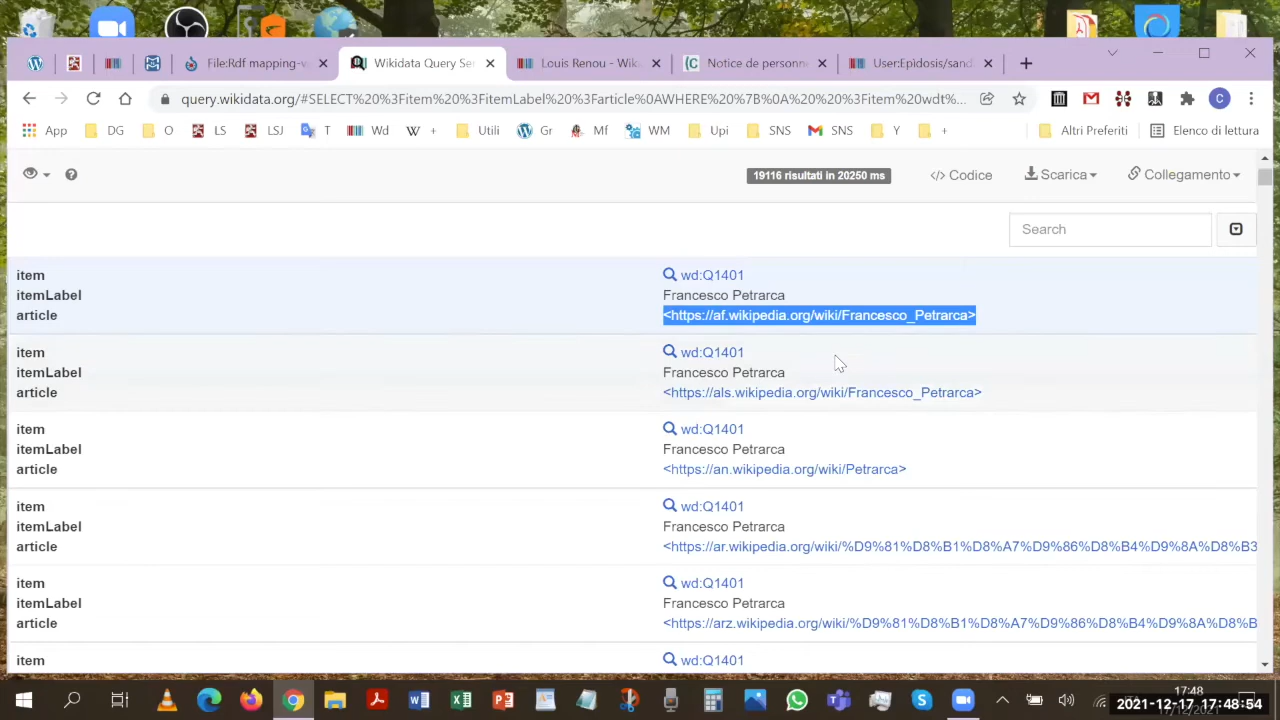 File:Rdf mapping-v
Wikidata Query Se
Louis Renou - Wik
Notice de personn
User:Epidosis/sand
query.wikidata.org/#SELECT%20%3Fitem%20%3FitemLabel%20%3Farticle%0AWHERE%20%7B%0A%20%20%3Fitem%20wdt%...
App DG O LS LSJ T Wd + Utili Gr Mf WM Upi SNS SNS Y + Altri Preferiti Elenco di lettura
19116 risultati in 20250 ms </> Codice Scarica Collegamento
Search
item wd:Q1401
itemLabel Francesco Petrarca
article <https://af.wikipedia.org/wiki/Francesco_Petrarca>
item wd:Q1401
itemLabel Francesco Petrarca
article <https://als.wikipedia.org/wiki/Francesco_Petrarca>
item wd:Q1401
itemLabel Francesco Petrarca
article <https://an.wikipedia.org/wiki/Petrarca>
item wd:Q1401
itemLabel Francesco Petrarca
article <https://ar.wikipedia.org/wiki/%D9%81%D8%B1%D8%A7%D9%86%D8%B4%D9%8A%D8%B3
item wd:Q1401
itemLabel Francesco Petrarca
article <https://arz.wikipedia.org/wiki/%D9%81%D8%B1%D8%A7%D9%86%D8%B4%D9%8A%D8%B
item wd:Q1401
17:48
2021-12-17 17:48:54